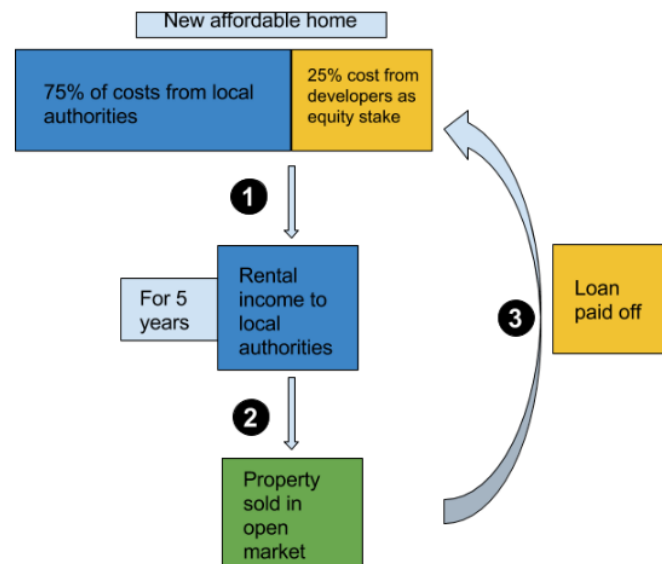 New affordable home
75% of costs from local
authorities
25% cost from
developers as
equity stake
1
Rental
income to
local
authorities
For 5
years
3
Loan
paid off
2
Property
sold in
open
market